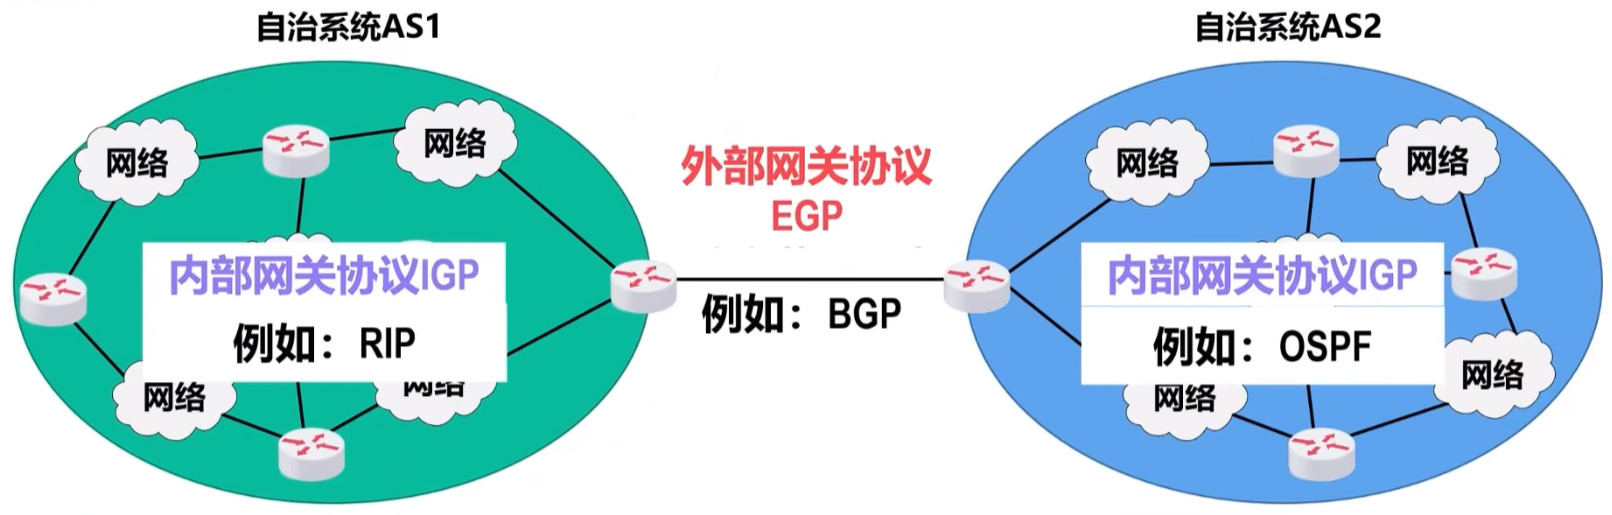 自治系统AS1
自治系统AS2
网络
网络
外部网关协议
EGP
网络
网络
内部网关协议IGP
例如：RIP
例如：BGP
内部网关协议IGP
例如：OSPF
网络
网络
网络
网络